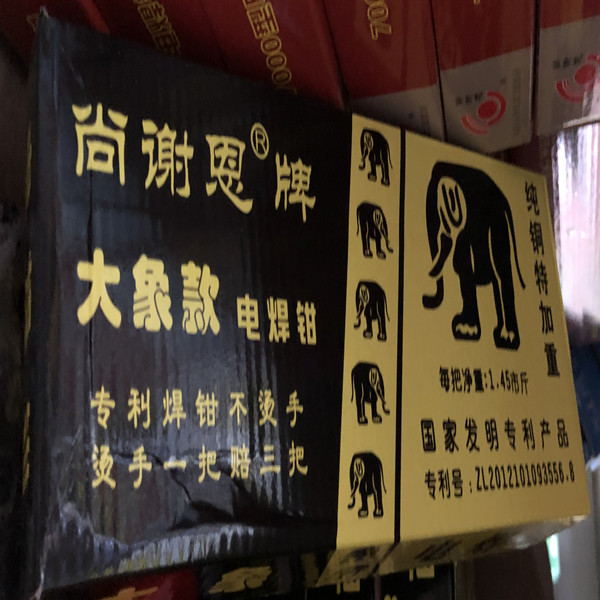 尚谢恩®牌
大象款 电焊钳
专利焊钳不烫手
烫手一把赔三把
纯铜特加重
每把净重:1.45市斤
国家发明专利产品
专利号:ZL2012101093556.8